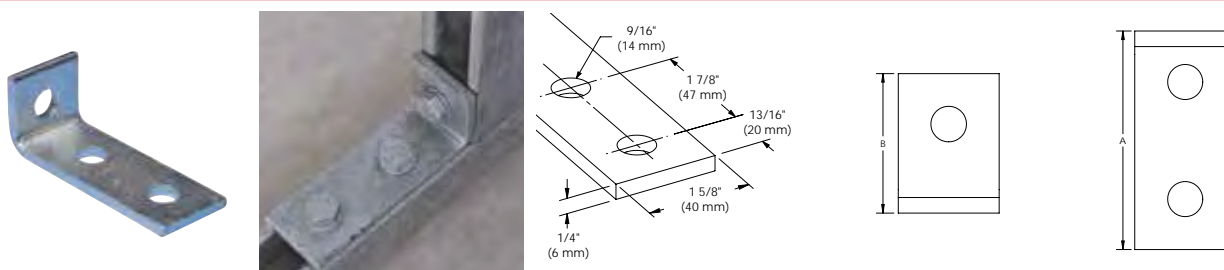 9/16"
(14 mm)
1 7/8"
(47 mm)
13/16"
(20 mm)
1 5/8"
(40 mm)
1/4"
(6 mm)
B
A